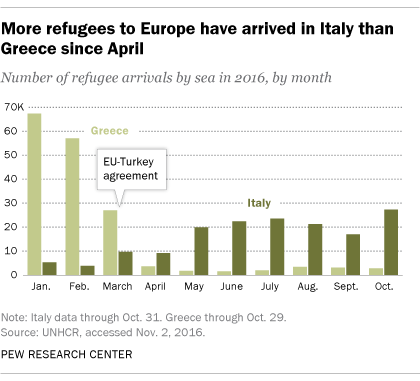 More refugees to Europe have arrived in Italy than
Greece since April
Number of refugee arrivals by sea in 2016, by month
70K
60
50
40
30
20
10
0
Greece
EU-Turkey
agreement
Italy
Jan.
Feb.
March
April
May
June
July
Aug.
Sept.
Oct.
Note: Italy data through Oct. 31. Greece through Oct. 29.
Source: UNHCR, accessed Nov. 2, 2016.
PEW RESEARCH CENTER